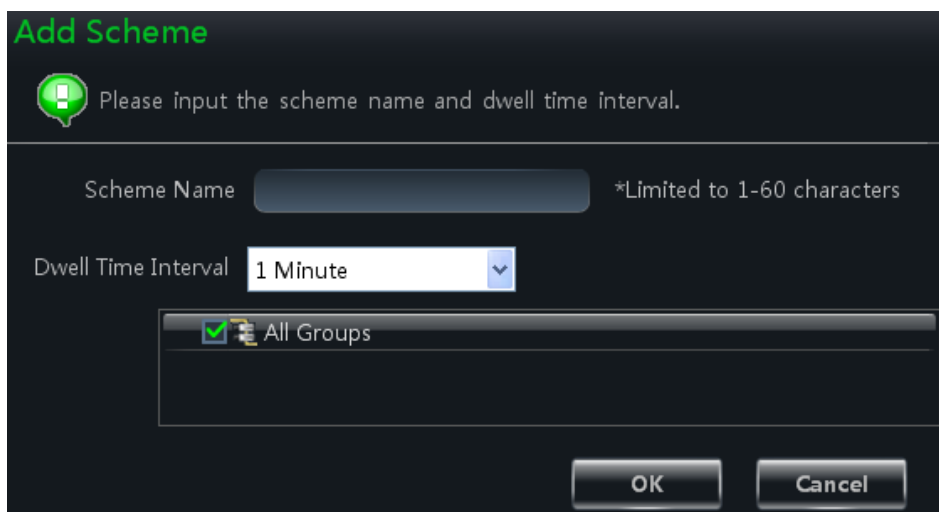 Add Scheme
Please input the scheme name and dwell time interval.
Scheme Name *Limited to 1-60 characters
Dwell Time Interval 1 Minute
All Groups
OK Cancel